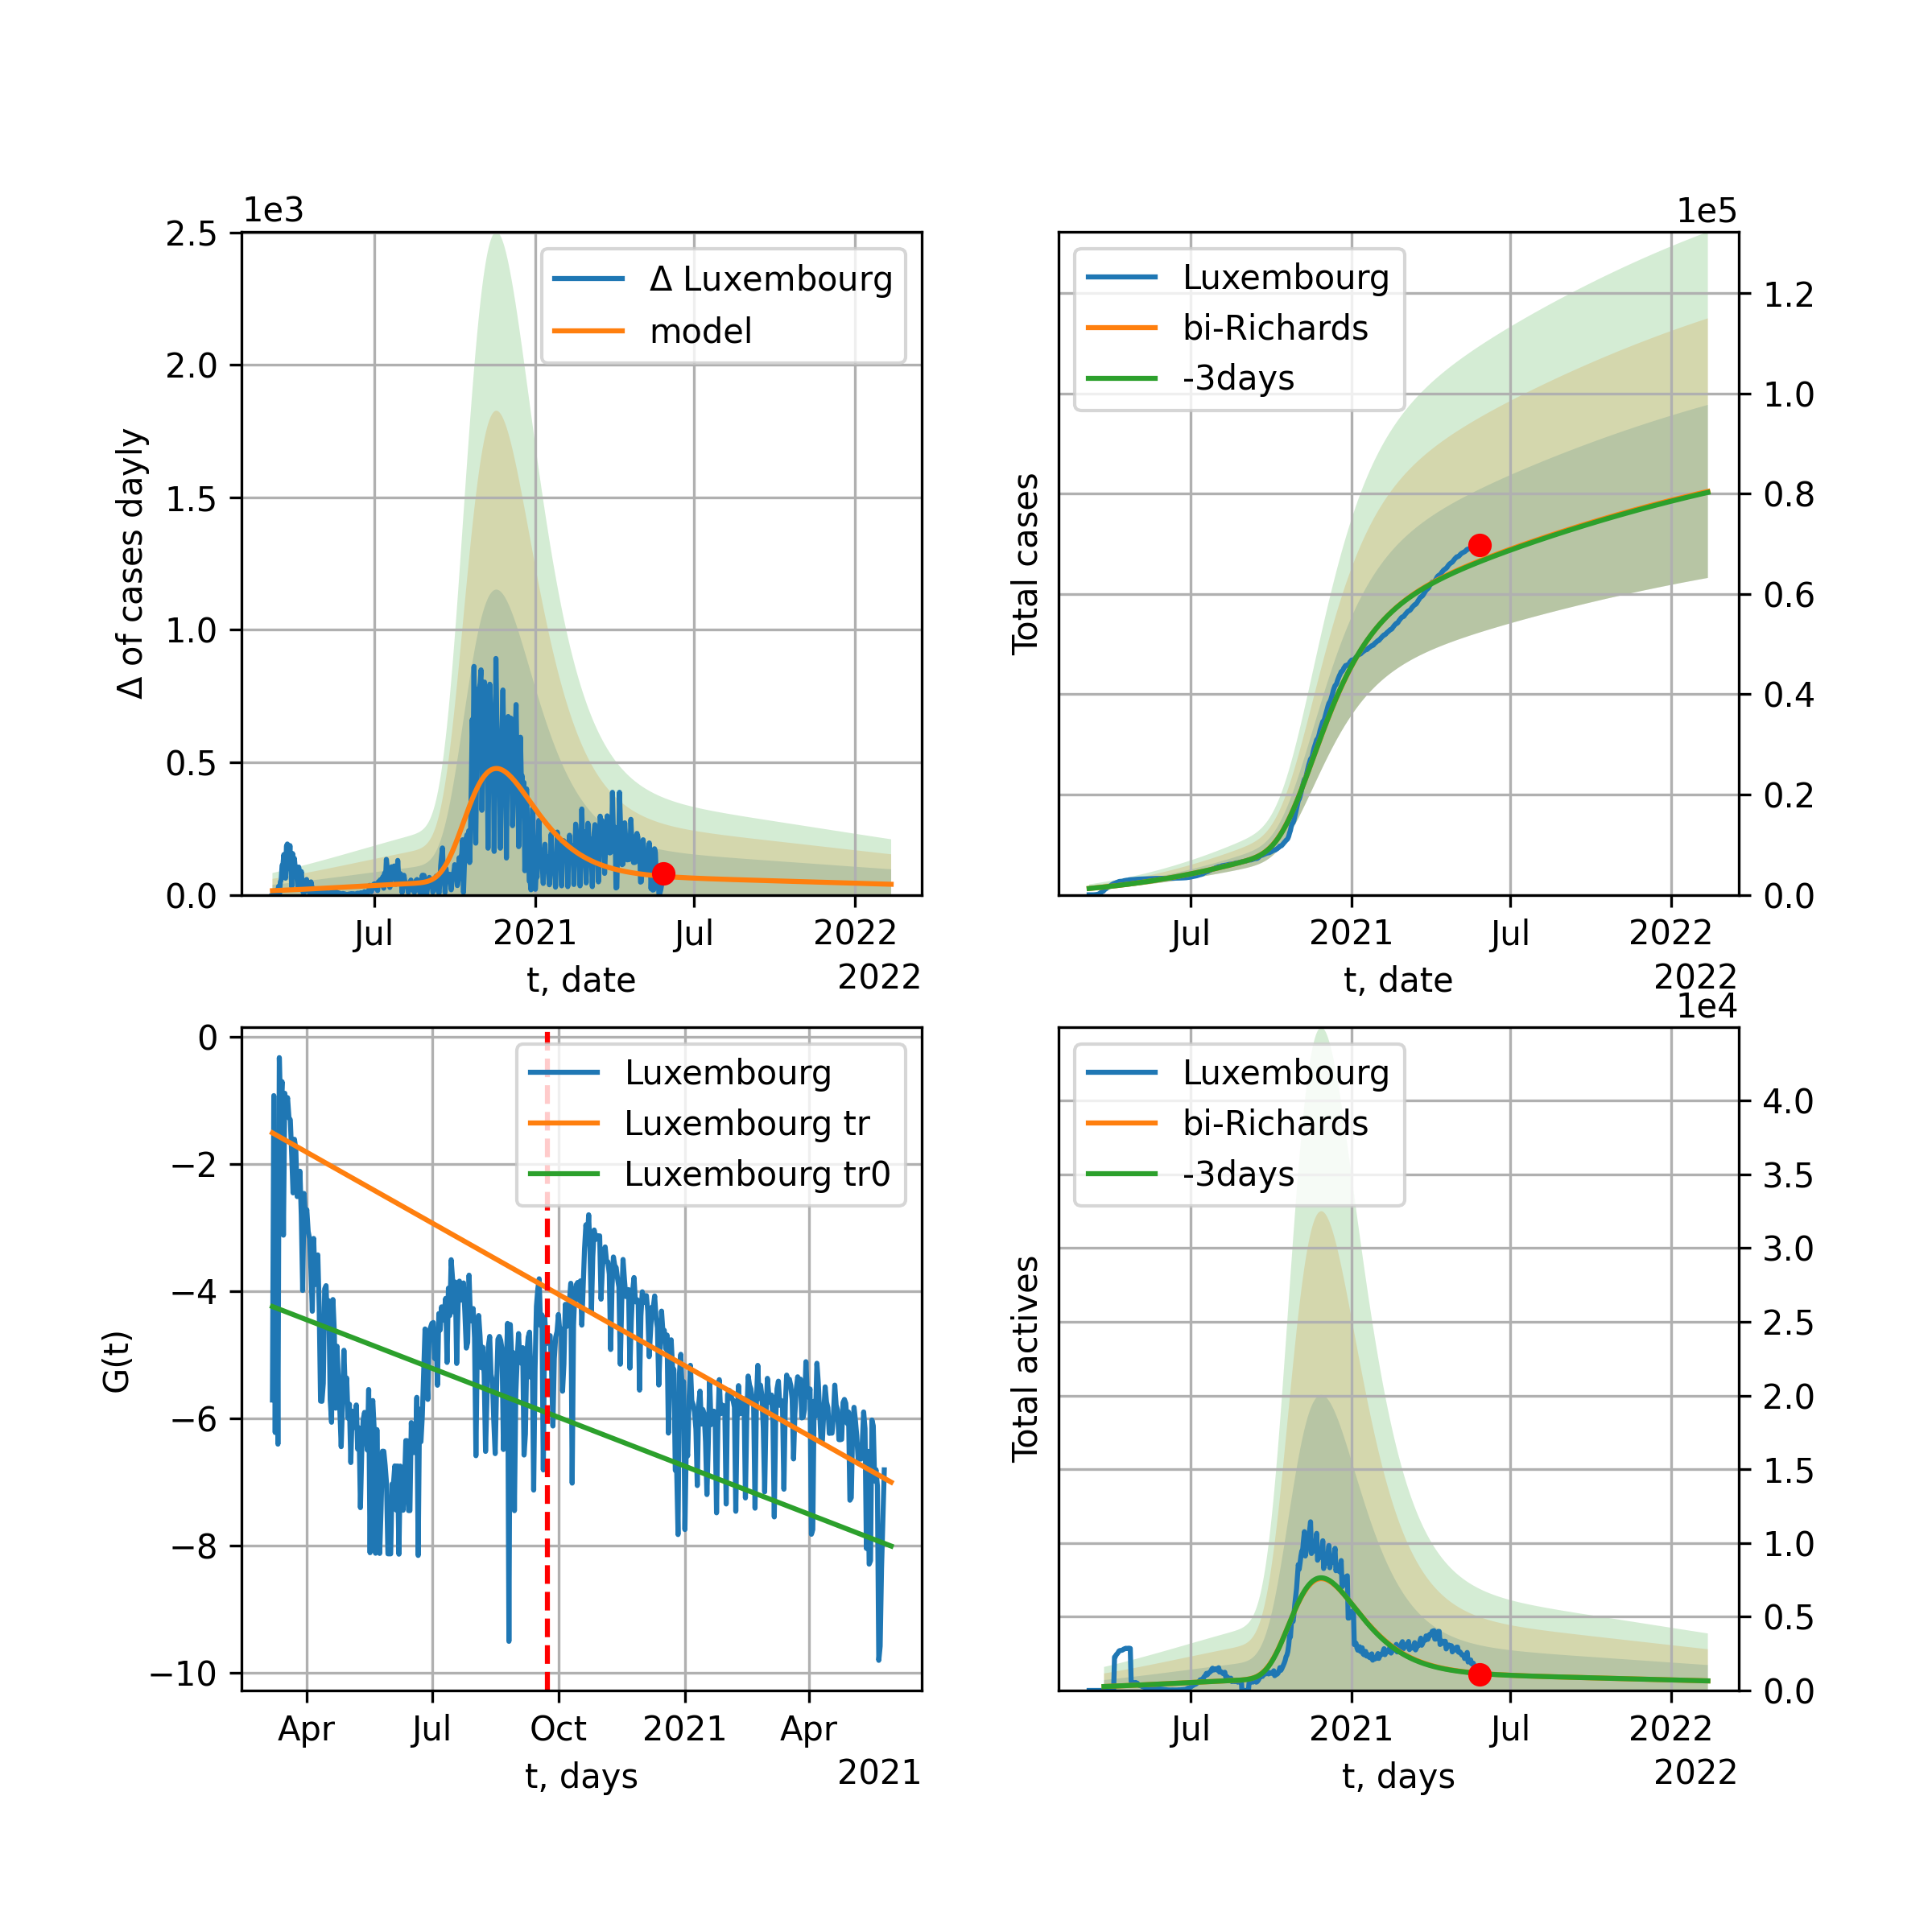 1e3
2.5
2.0
1.5
1.0
0.5
0.0
Δ of cases dayly
Δ Luxembourg
model
Jul
2021
Jul
2022
t, date
2022
1e5
Luxembourg
bi-Richards
-3days
Total cases
1.2
1.0
0.8
0.6
0.4
0.2
0.0
Jul
2021
Jul
2022
t, date
2022
0
−2
−4
−6
−8
−10
G(t)
Luxembourg
Luxembourg tr
Luxembourg tr0
Apr
Jul
Oct
2021
Apr
t, days
2021
1e4
Luxembourg
bi-Richards
-3days
Total actives
4.0
3.5
3.0
2.5
2.0
1.5
1.0
0.5
0.0
Jul
2021
Jul
2022
t, days
2022